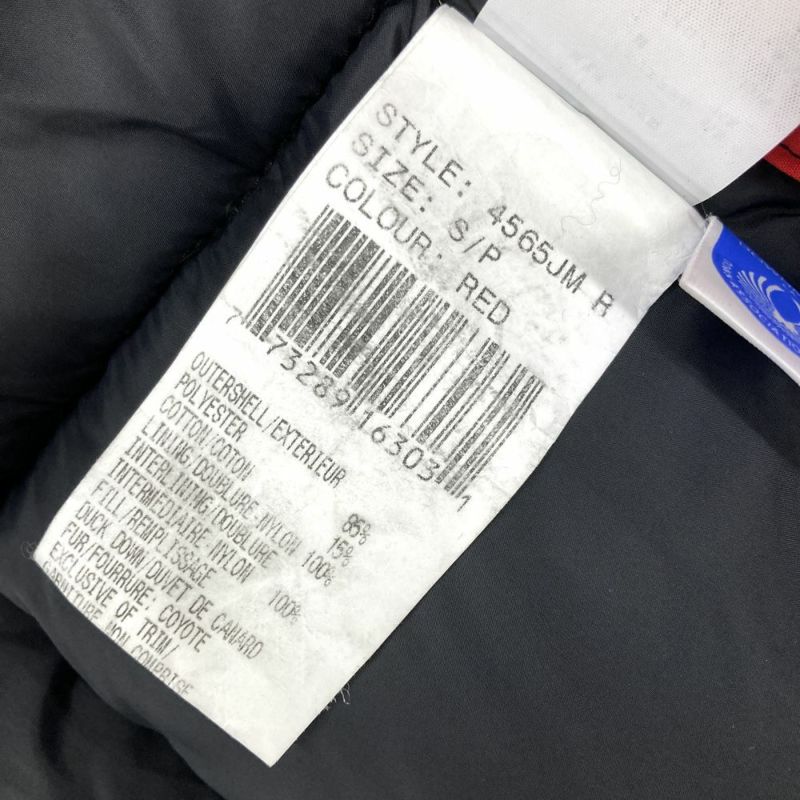 STYLE: 4565JM R
SIZE: S/P
COLOUR: RED
7 73289 16303 1
OUTERSHELL/EXTERIEUR
POLYESTER 85%
COTTON/COTON 15%
LINING/DOUBLURE-NYLON 100%
INTERLINING/DOUBLURE
INTERMEDIAIRE-NYLON 100%
FILL/REMPLISSAGE
DUCK DOWN/DUVET DE CANARD
FUR/FOURRURE: COYOTE
EXCLUSIVE OF TRIM/
GARNITURE NON COMPRISE